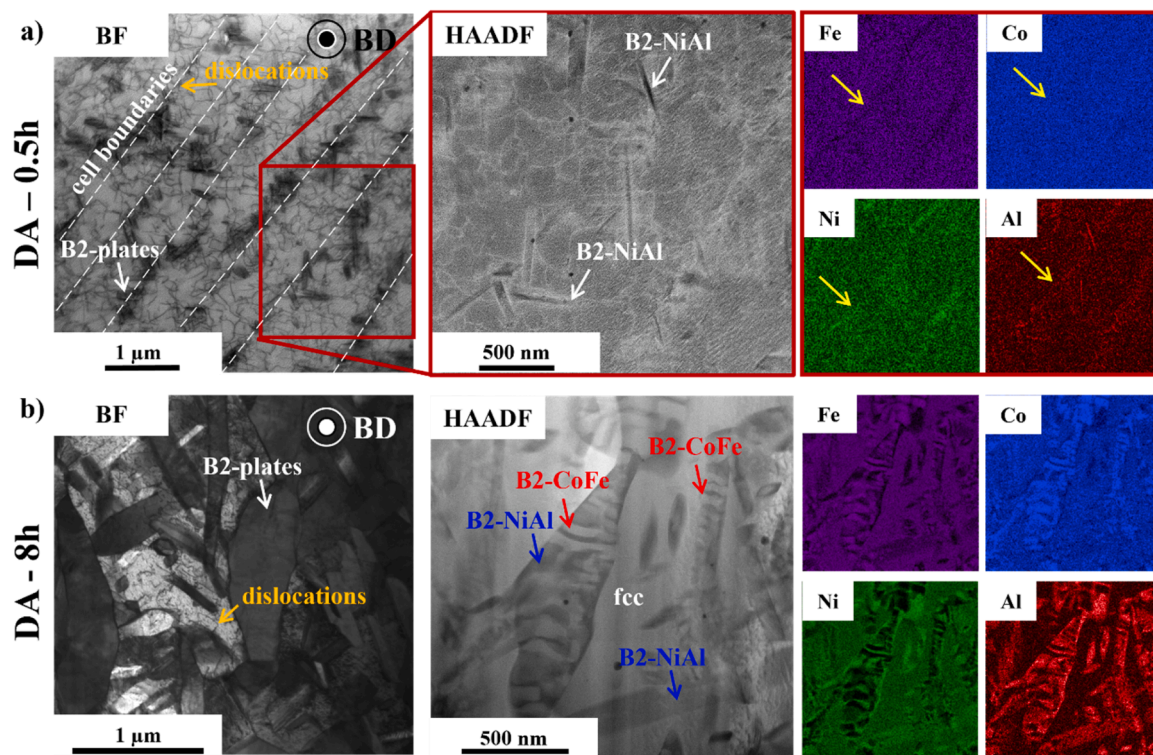 a)
DA – 0.5h
BF
BD
cell boundaries
dislocations
B2-plates
1 µm
HAADF
B2-NiAl
B2-NiAl
500 nm
Fe
Co
Ni
Al
b)
DA - 8h
BF
BD
B2-plates
dislocations
1 µm
HAADF
B2-CoFe
B2-CoFe
B2-NiAl
fcc
B2-NiAl
500 nm
Fe
Co
Ni
Al